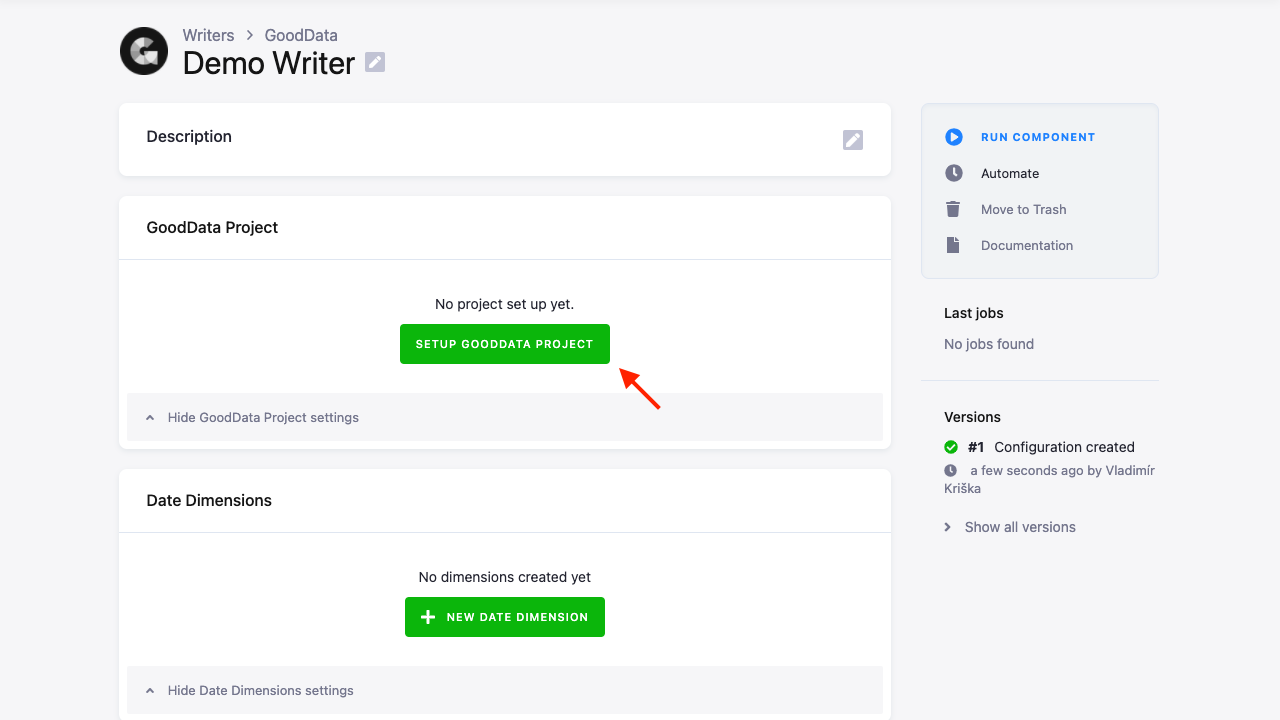 Writers > GoodData
Demo Writer
Description
GoodData Project
No project set up yet.
SETUP GOODDATA PROJECT
Hide GoodData Project settings
Date Dimensions
No dimensions created yet
NEW DATE DIMENSION
Hide Date Dimensions settings
RUN COMPONENT
Automate
Move to Trash
Documentation
Last jobs
No jobs found
Versions
#1 Configuration created
a few seconds ago by Vladimír
Kriška
Show all versions